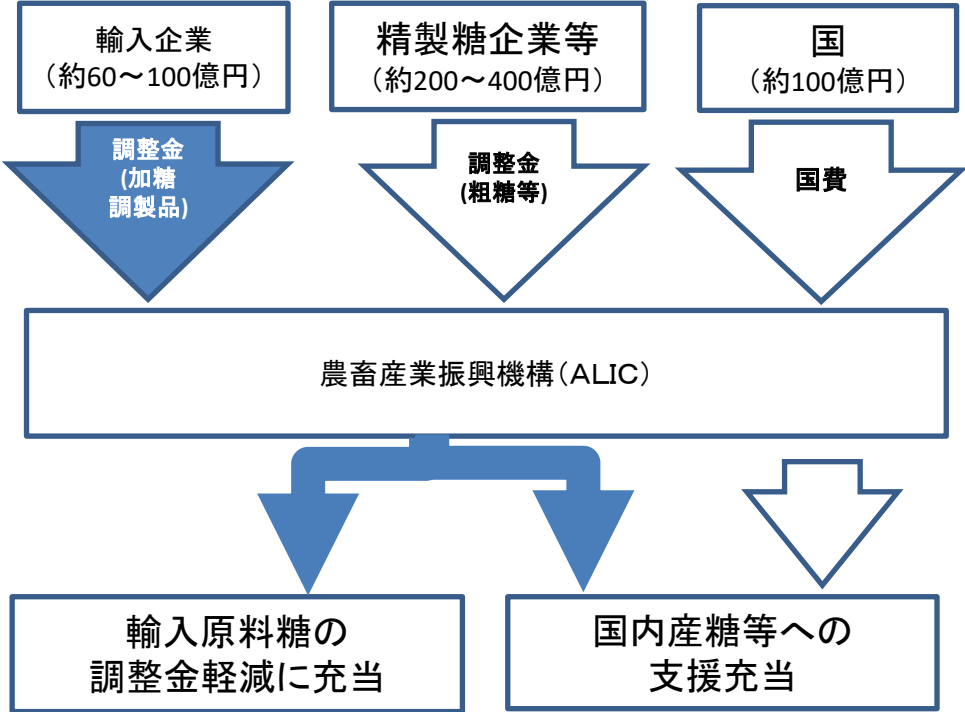 輸入企業
（約60～100億円）
精製糖企業等
（約200～400億円）
国
（約100億円）
調整金
(加糖
調製品)
調整金
(粗糖等)
国費
農畜産業振興機構（ALIC）
輸入原料糖の
調整金軽減に充当
国内産糖等への
支援充当